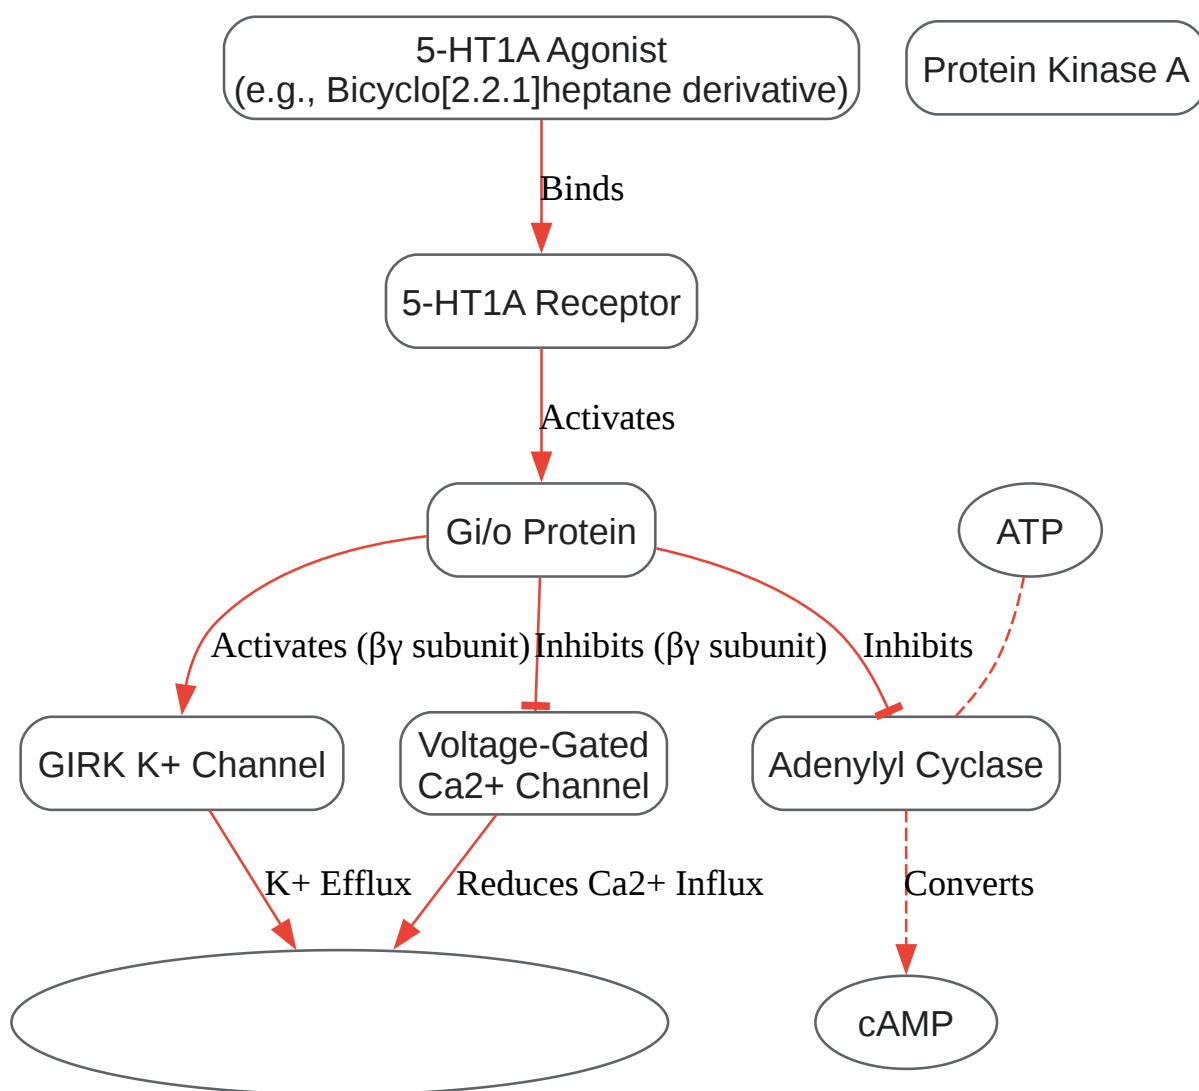 5-HT1A Agonist
(e.g., Bicyclo[2.2.1]heptane derivative)
Protein Kinase A
Binds
5-HT1A Receptor
Activates
Gi/o Protein
ATP
Activates (βγ subunit)
Inhibits (βγ subunit)
Inhibits
GIRK K+ Channel
Voltage-Gated
Ca2+ Channel
Adenylyl Cyclase
K+ Efflux
Reduces Ca2+ Influx
Converts
cAMP